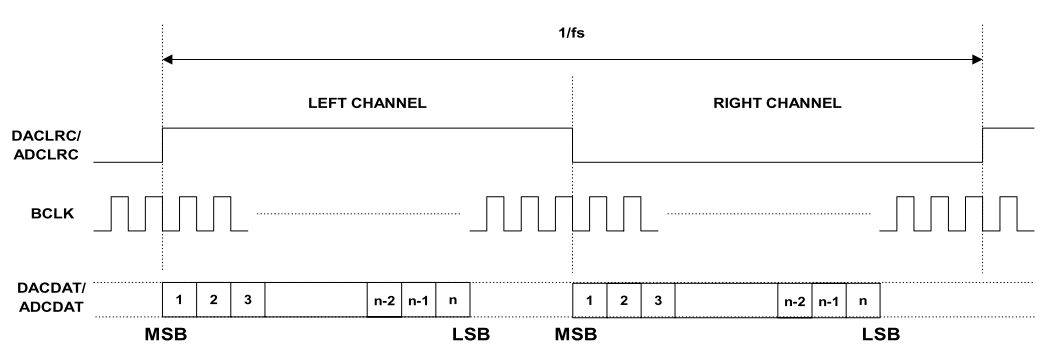 1/fs
LEFT CHANNEL
RIGHT CHANNEL
DACLRC/
ADCLRC
BCLK
DACDAT/
ADCDAT
1 2 3 n-2 n-1 n 1 2 3 n-2 n-1 n
MSB LSB MSB LSB